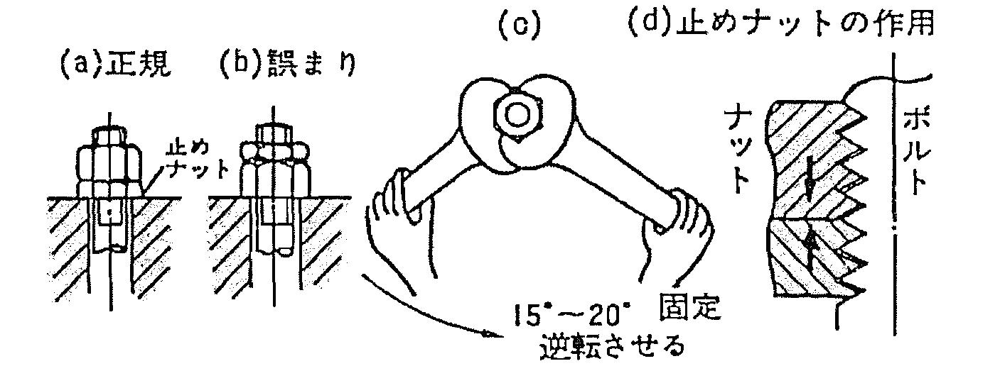 (a)正規
(b)誤まり
(c)
(d)止めナットの作用
止め
ナット
ナット
ボルト
15°〜20°
逆転させる
固定